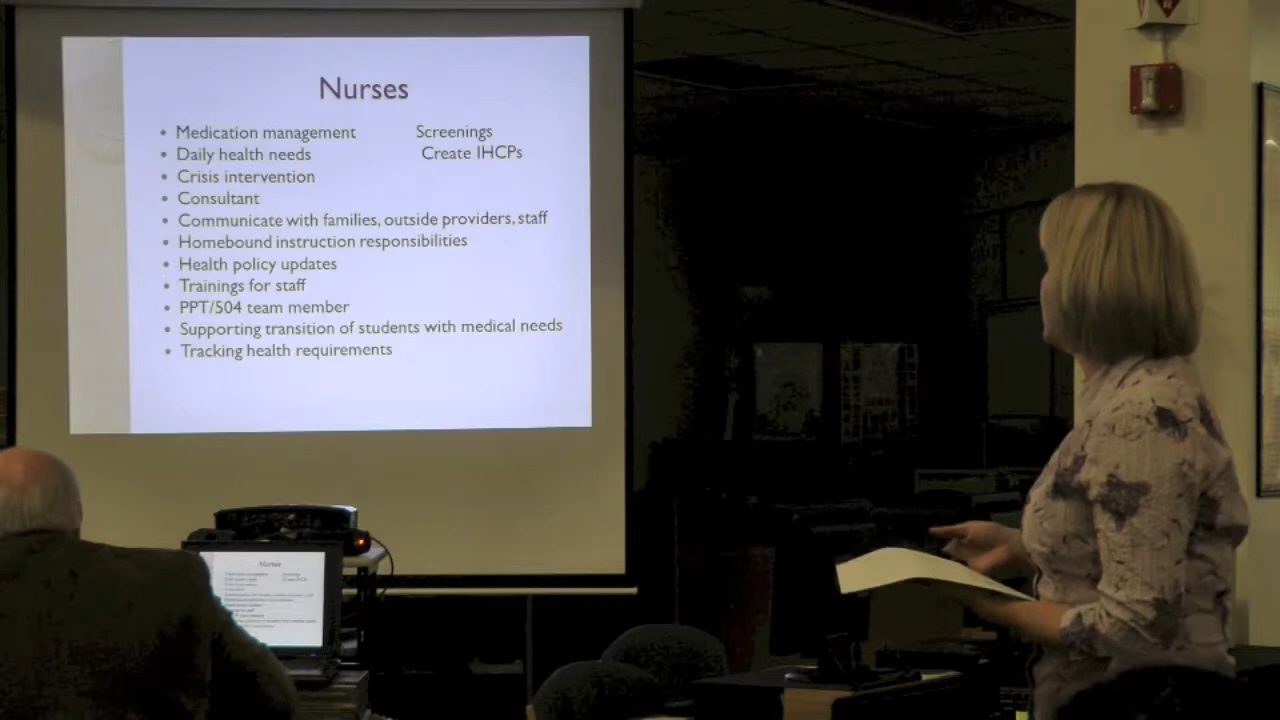 Nurses
• Medication management Screenings
• Daily health needs Create IHCPs
• Crisis intervention
• Consultant
• Communicate with families, outside providers, staff
• Homebound instruction responsibilities
• Health policy updates
• Trainings for staff
• PPT/504 team member
• Supporting transition of students with medical needs
• Tracking health requirements
Nurses